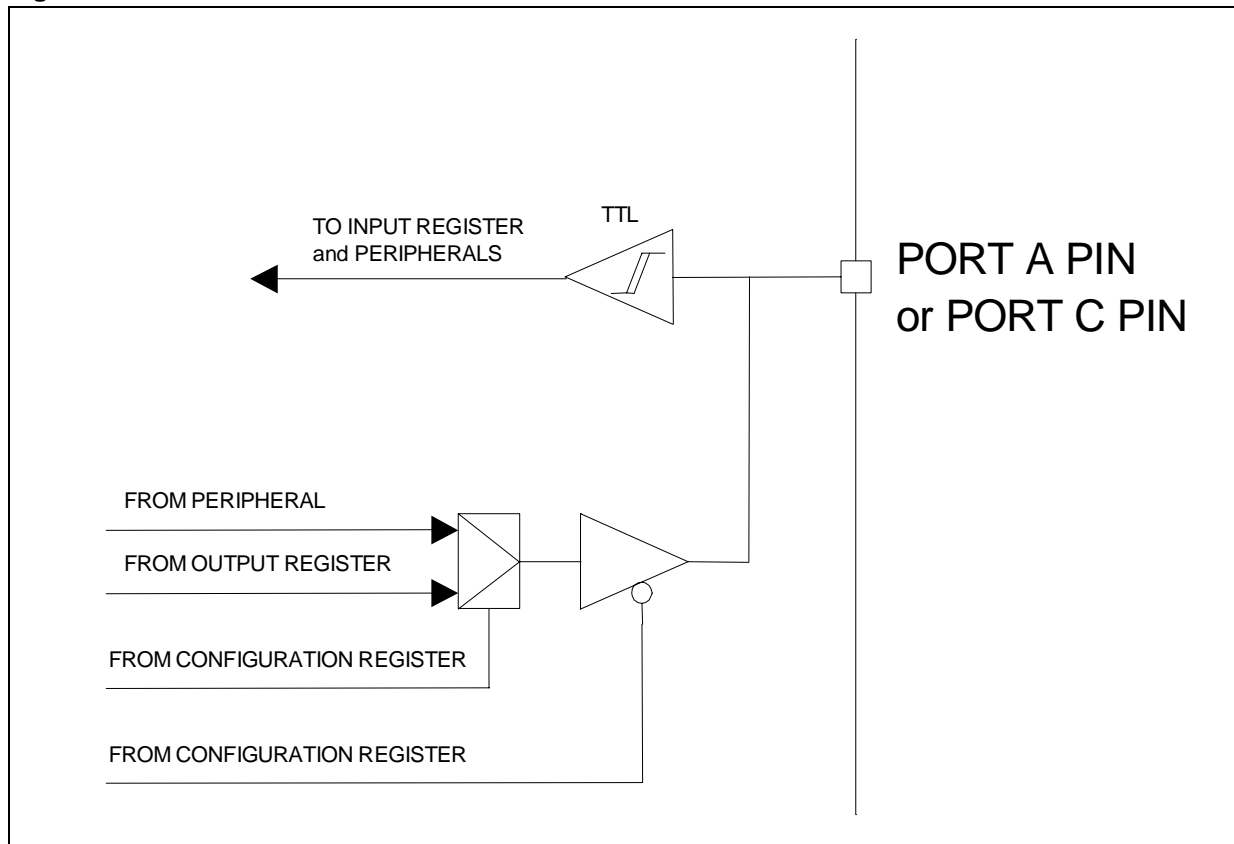 TTL
TO INPUT REGISTER
and PERIPHERALS
PORT A PIN
or PORT C PIN
FROM PERIPHERAL
FROM OUTPUT REGISTER
FROM CONFIGURATION REGISTER
FROM CONFIGURATION REGISTER